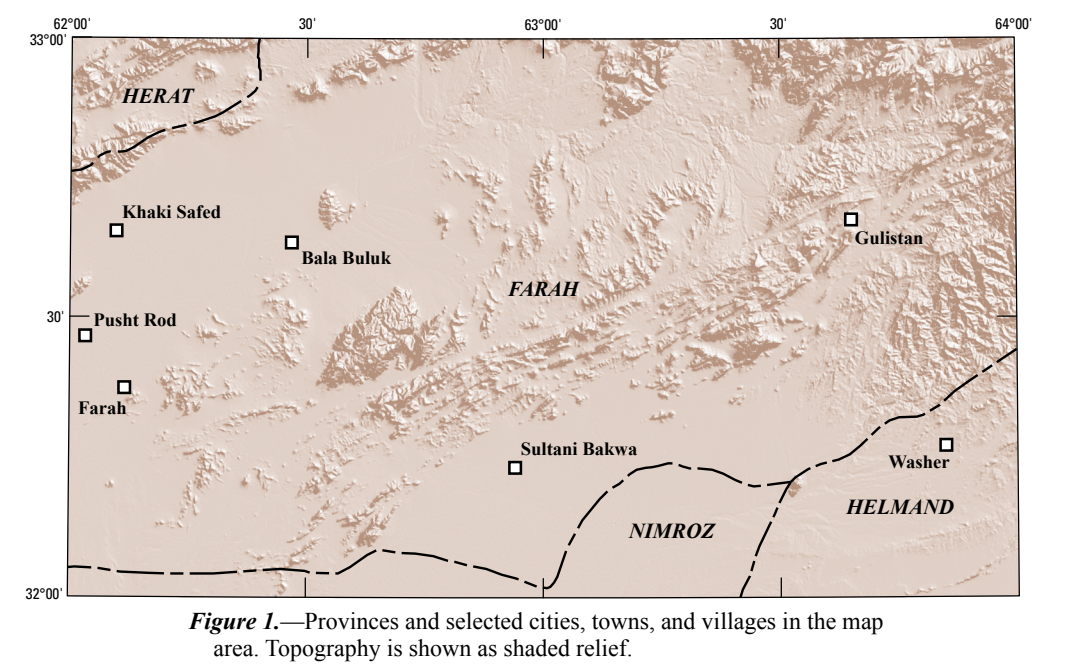 62°00' 30' 63°00' 30' 64°00'
33°00'
HERAT
Khaki Safed
Gulistan
Bala Buluk
FARAH
30'
Pusht Rod
Farah
Sultani Bakwa
Washer
HELMAND
NIMROZ
32°00'
Figure 1.—Provinces and selected cities, towns, and villages in the map
area. Topography is shown as shaded relief.